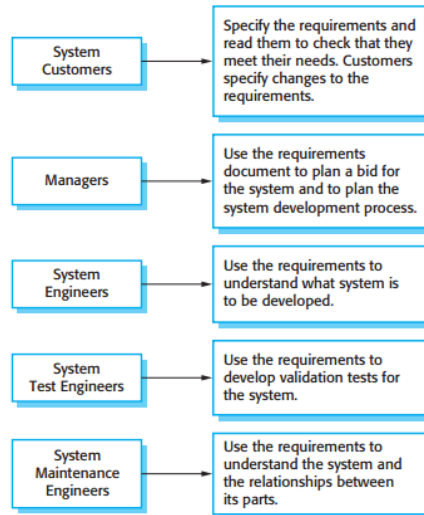 System
Customers
Specify the requirements and
read them to check that they
meet their needs. Customers
specify changes to the
requirements.
Managers
Use the requirements
document to plan a bid for
the system and to plan the
system development process.
System
Engineers
Use the requirements to
understand what system is
to be developed.
System
Test Engineers
Use the requirements to
develop validation tests for
the system.
System
Maintenance
Engineers
Use the requirements to
understand the system and
the relationships between
its parts.